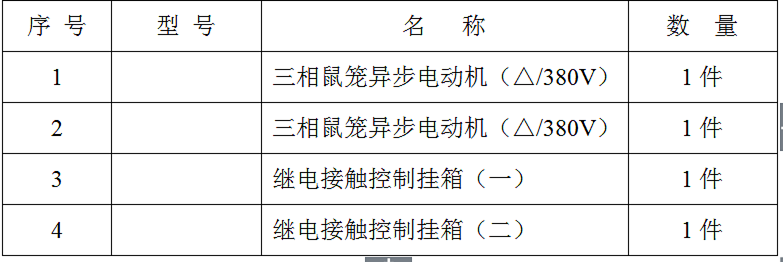 序 号 型 号 名 称 数 量
1 三相鼠笼异步电动机（△/380V） 1 件
2 三相鼠笼异步电动机（△/380V） 1 件
3 继电接触控制挂箱（一） 1 件
4 继电接触控制挂箱（二） 1 件